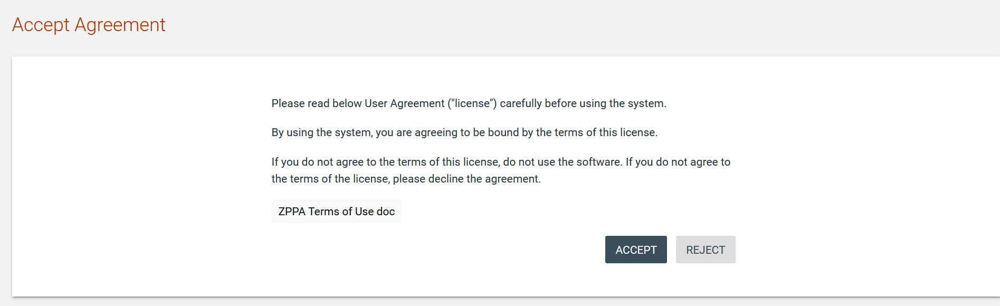 Accept Agreement
Please read below User Agreement ("license") carefully before using the system.
By using the system, you are agreeing to be bound by the terms of this license.
If you do not agree to the terms of this license, do not use the software. If you do not agree to
the terms of the license, please decline the agreement.
ZPPA Terms of Use doc
ACCEPT REJECT